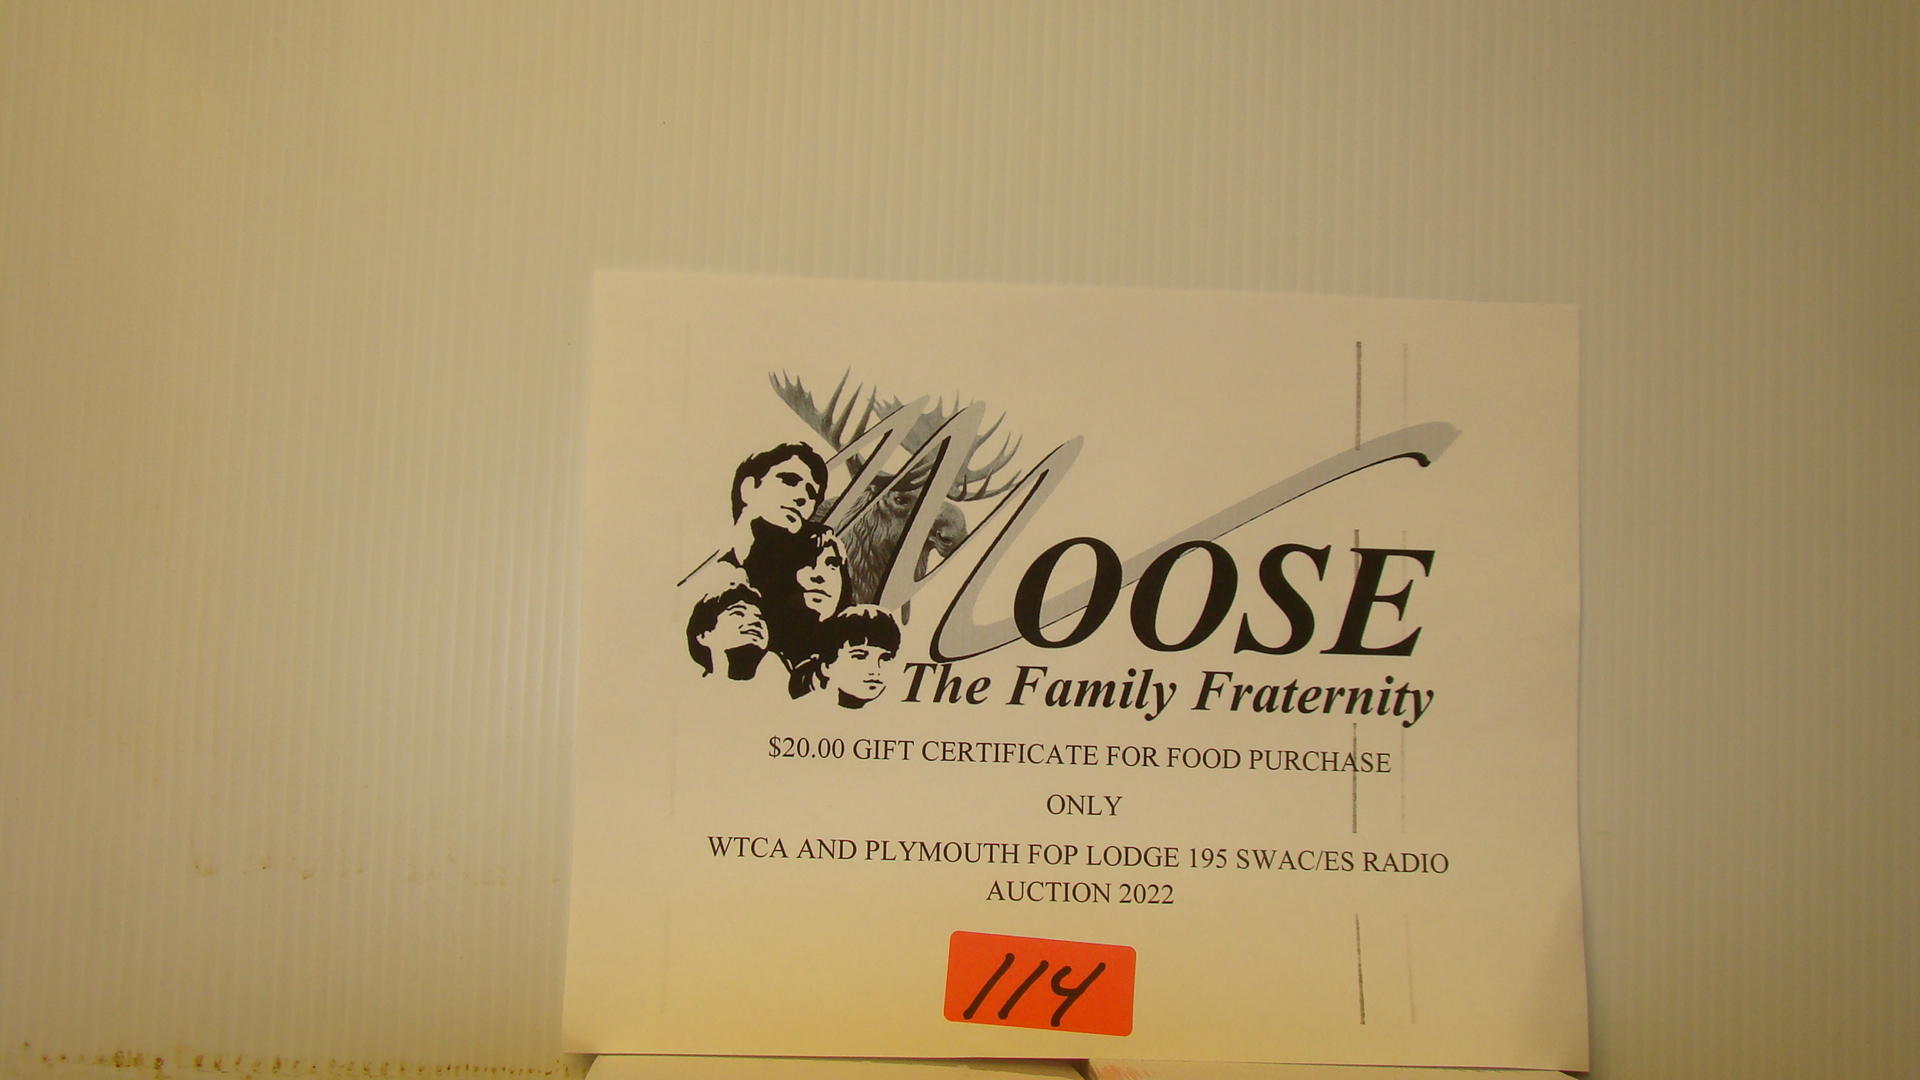 MOOSE
The Family Fraternity
$20.00 GIFT CERTIFICATE FOR FOOD PURCHASE
ONLY
WTCA AND PLYMOUTH FOP LODGE 195 SWAC/ES RADIO
AUCTION 2022
114